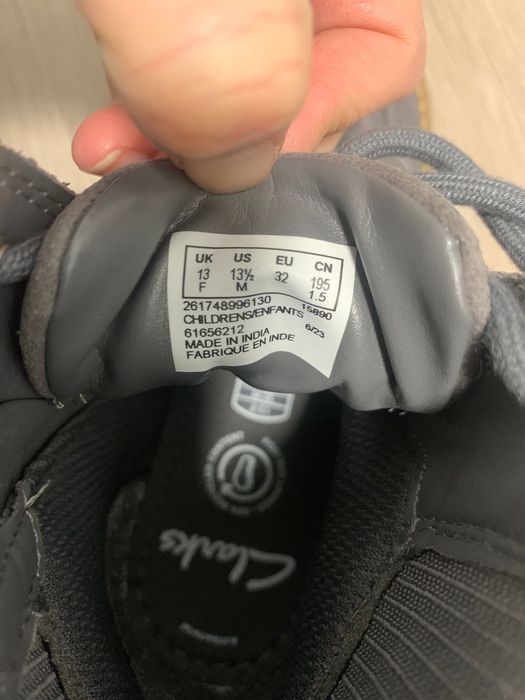 UK US EU CN
13 13½ 32 195
F M 1.5
261748996130 15890
CHILDRENS/ENFANTS 6/23
61656212
MADE IN INDIA
FABRIQUE EN INDE
Clarks